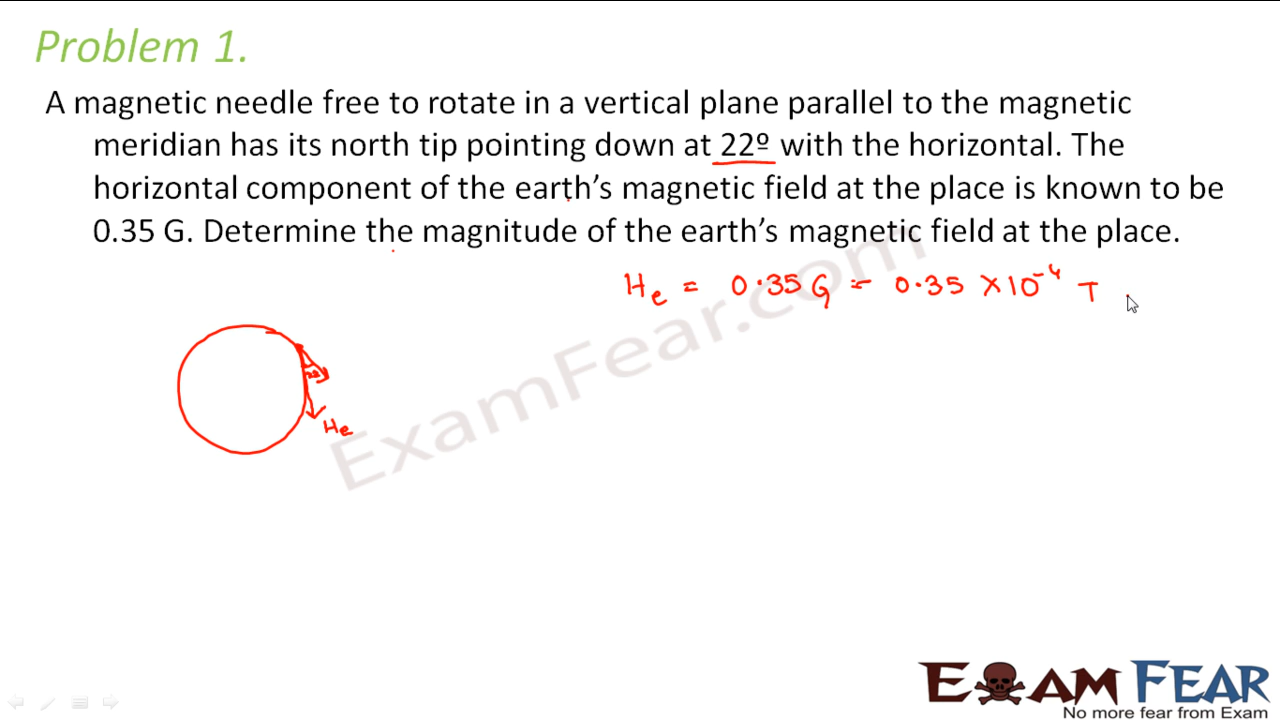 Problem 1.
A magnetic needle free to rotate in a vertical plane parallel to the magnetic
meridian has its north tip pointing down at 22º with the horizontal. The
horizontal component of the earth’s magnetic field at the place is known to be
0.35 G. Determine the magnitude of the earth’s magnetic field at the place.
He = 0.35 G = 0.35 × 10⁻⁴ T
22
He
ExamFear.com
EXAM FEAR
No more fear from Exam